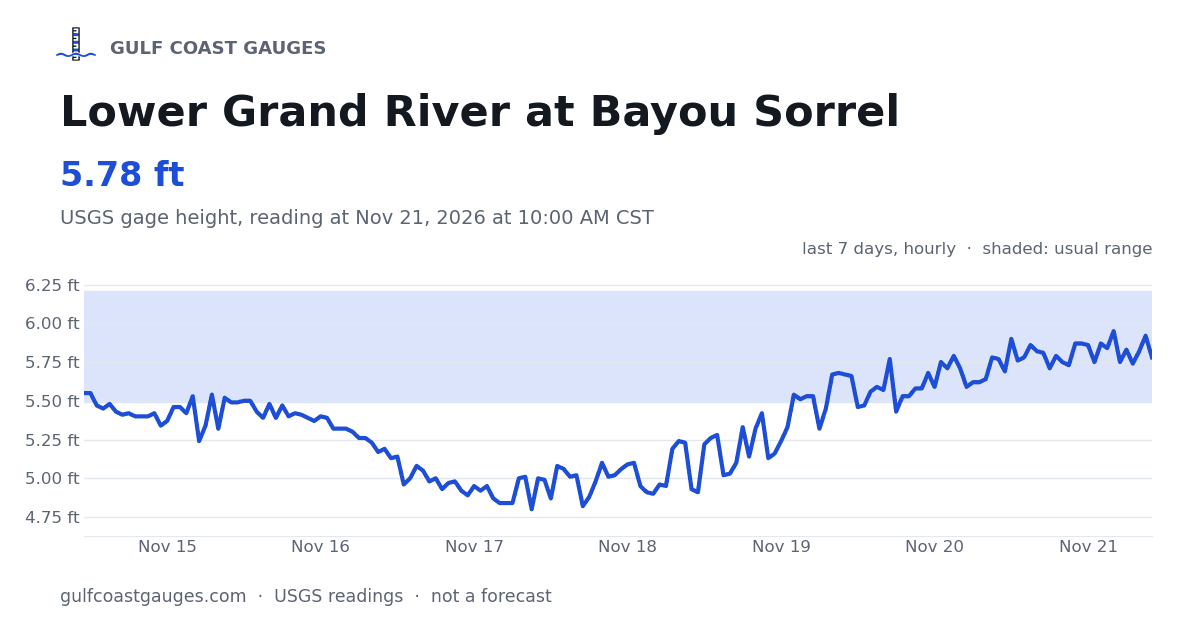 GULF COAST GAUGES
Lower Grand River at Bayou Sorrel
5.78 ft
USGS gage height, reading at Nov 21, 2026 at 10:00 AM CST
last 7 days, hourly · shaded: usual range
6.25 ft
6.00 ft
5.75 ft
5.50 ft
5.25 ft
5.00 ft
4.75 ft
Nov 15 Nov 16 Nov 17 Nov 18 Nov 19 Nov 20 Nov 21
gulfcoastgauges.com · USGS readings · not a forecast